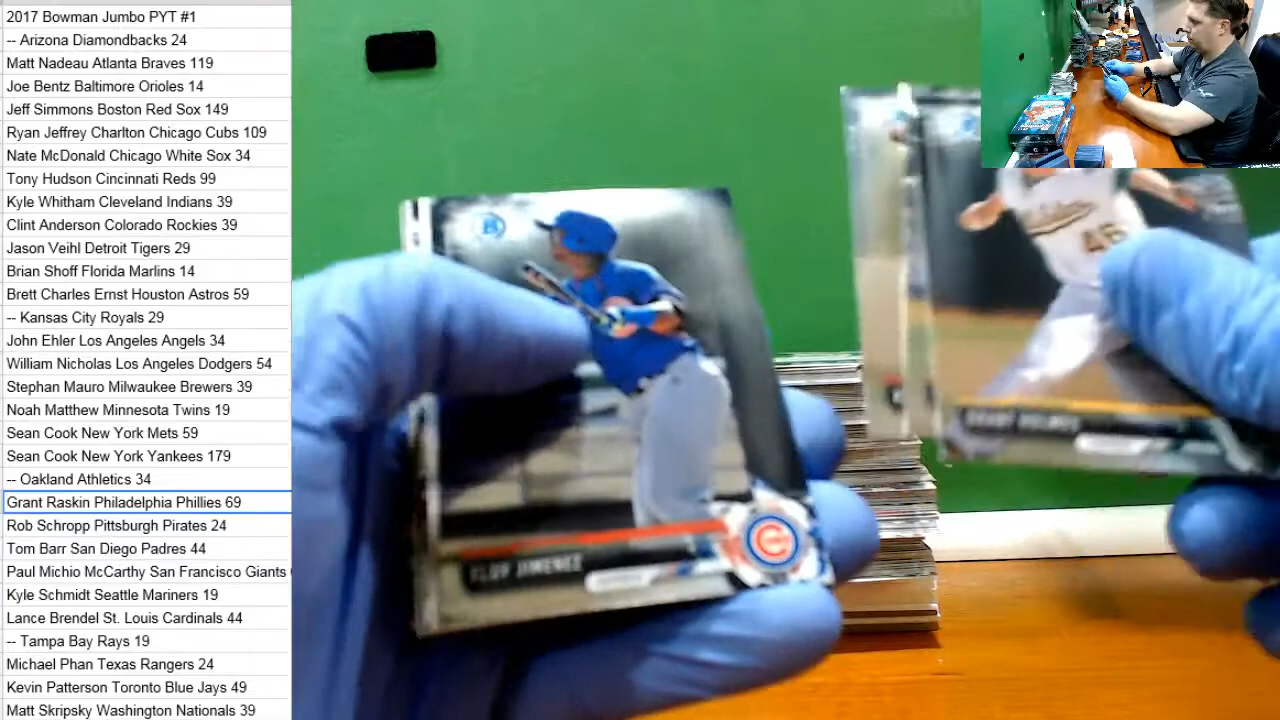 2017 Bowman Jumbo PYT #1
-- Arizona Diamondbacks 24
Matt Nadeau Atlanta Braves 119
Joe Bentz Baltimore Orioles 14
Jeff Simmons Boston Red Sox 149
Ryan Jeffrey Charlton Chicago Cubs 109
Nate McDonald Chicago White Sox 34
Tony Hudson Cincinnati Reds 99
Kyle Whitham Cleveland Indians 39
Clint Anderson Colorado Rockies 39
Jason Veihl Detroit Tigers 29
Brian Shoff Florida Marlins 14
Brett Charles Ernst Houston Astros 59
-- Kansas City Royals 29
John Ehler Los Angeles Angels 34
William Nicholas Los Angeles Dodgers 54
Stephan Mauro Milwaukee Brewers 39
Noah Matthew Minnesota Twins 19
Sean Cook New York Mets 59
Sean Cook New York Yankees 179
-- Oakland Athletics 34
Grant Raskin Philadelphia Phillies 69
Rob Schropp Pittsburgh Pirates 24
Tom Barr San Diego Padres 44
Paul Michio McCarthy San Francisco Giants
Kyle Schmidt Seattle Mariners 19
Lance Brendel St. Louis Cardinals 44
-- Tampa Bay Rays 19
Michael Phan Texas Rangers 24
Kevin Patterson Toronto Blue Jays 49
Matt Skripsky Washington Nationals 39
B
ELOY JIMENEZ
C
46
GRANT HOLMES